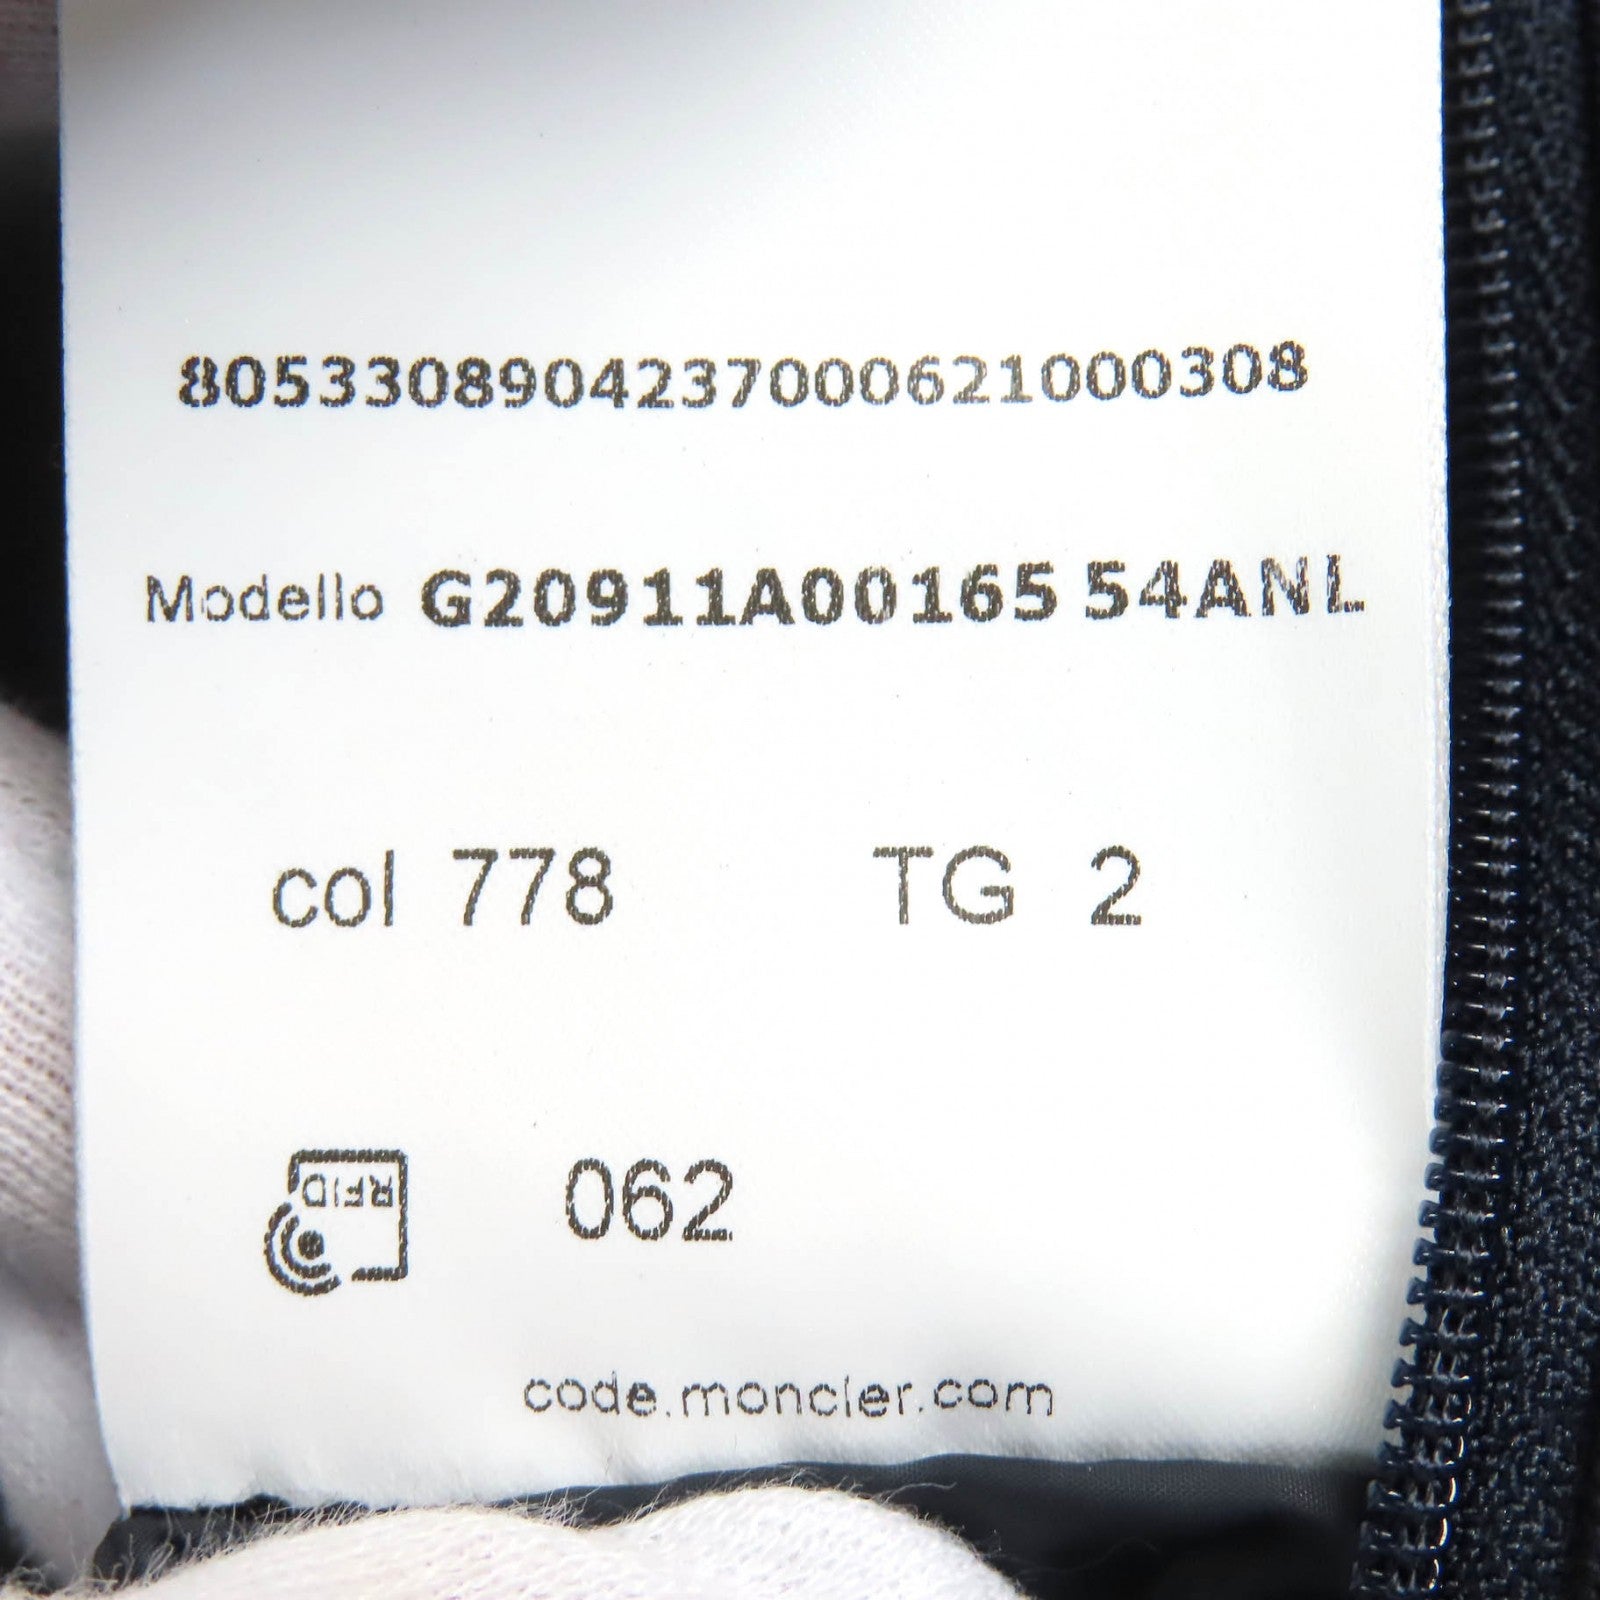 8053308904237000621000308
Modello G20911A00165 54ANL
col 778 TG 2
RFID 062
code.moncler.com